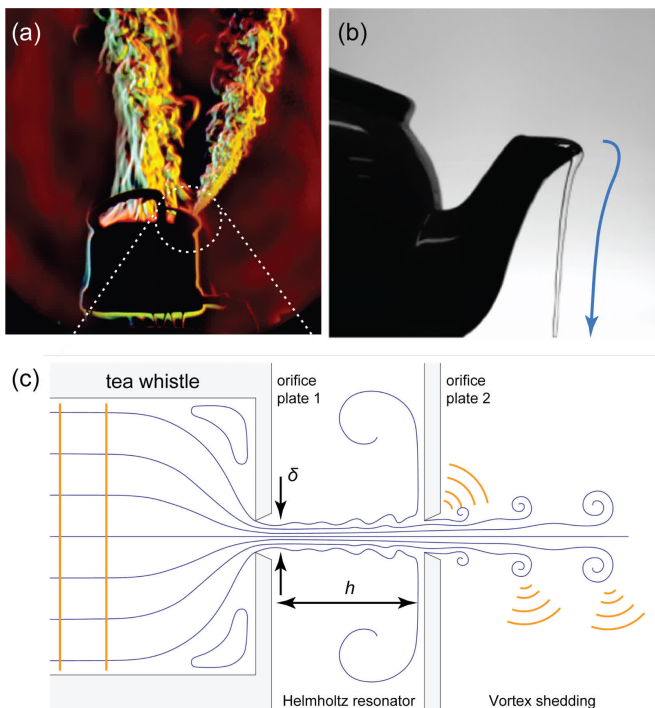 (a)
(b)
(c)
tea whistle
orifice
plate 1
orifice
plate 2
δ
h
Helmholtz resonator
Vortex shedding